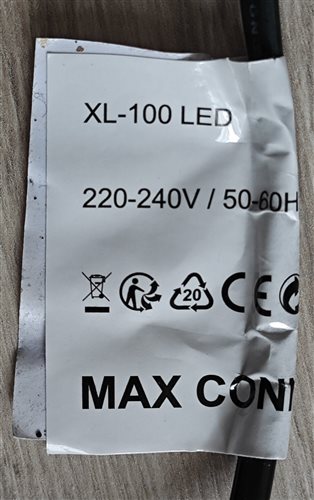 XL-100 LED
220-240V / 50-60H
20 CE
MAX CON